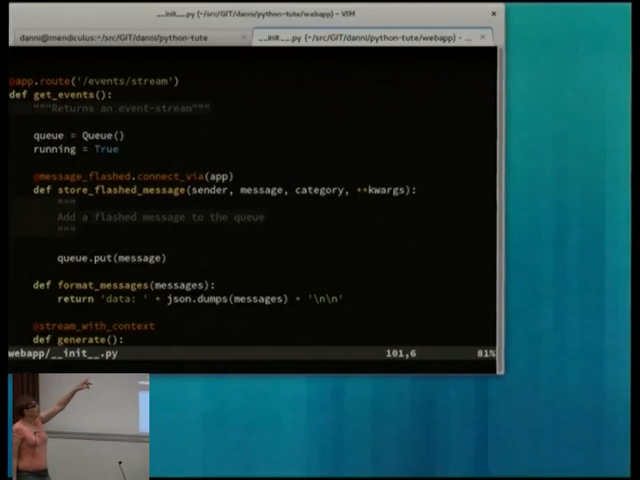 __init__.py (~/src/GIT/danni/python-tute/webapp) - VIM
danni@mendiculus:~/src/GIT/danni/python-tute
__init__.py (~/src/GIT/danni/python-tute/webapp) - ...
@app.route('/events/stream')
def get_events():
"""Returns an event-stream"""
queue = Queue()
running = True
@message_flashed.connect_via(app)
def store_flashed_message(sender, message, category, **kwargs):
"""
Add a flashed message to the queue
"""
queue.put(message)
def format_messages(messages):
return 'data: ' + json.dumps(messages) + '\n\n'
@stream_with_context
def generate():
webapp/__init__.py 101,6 81%